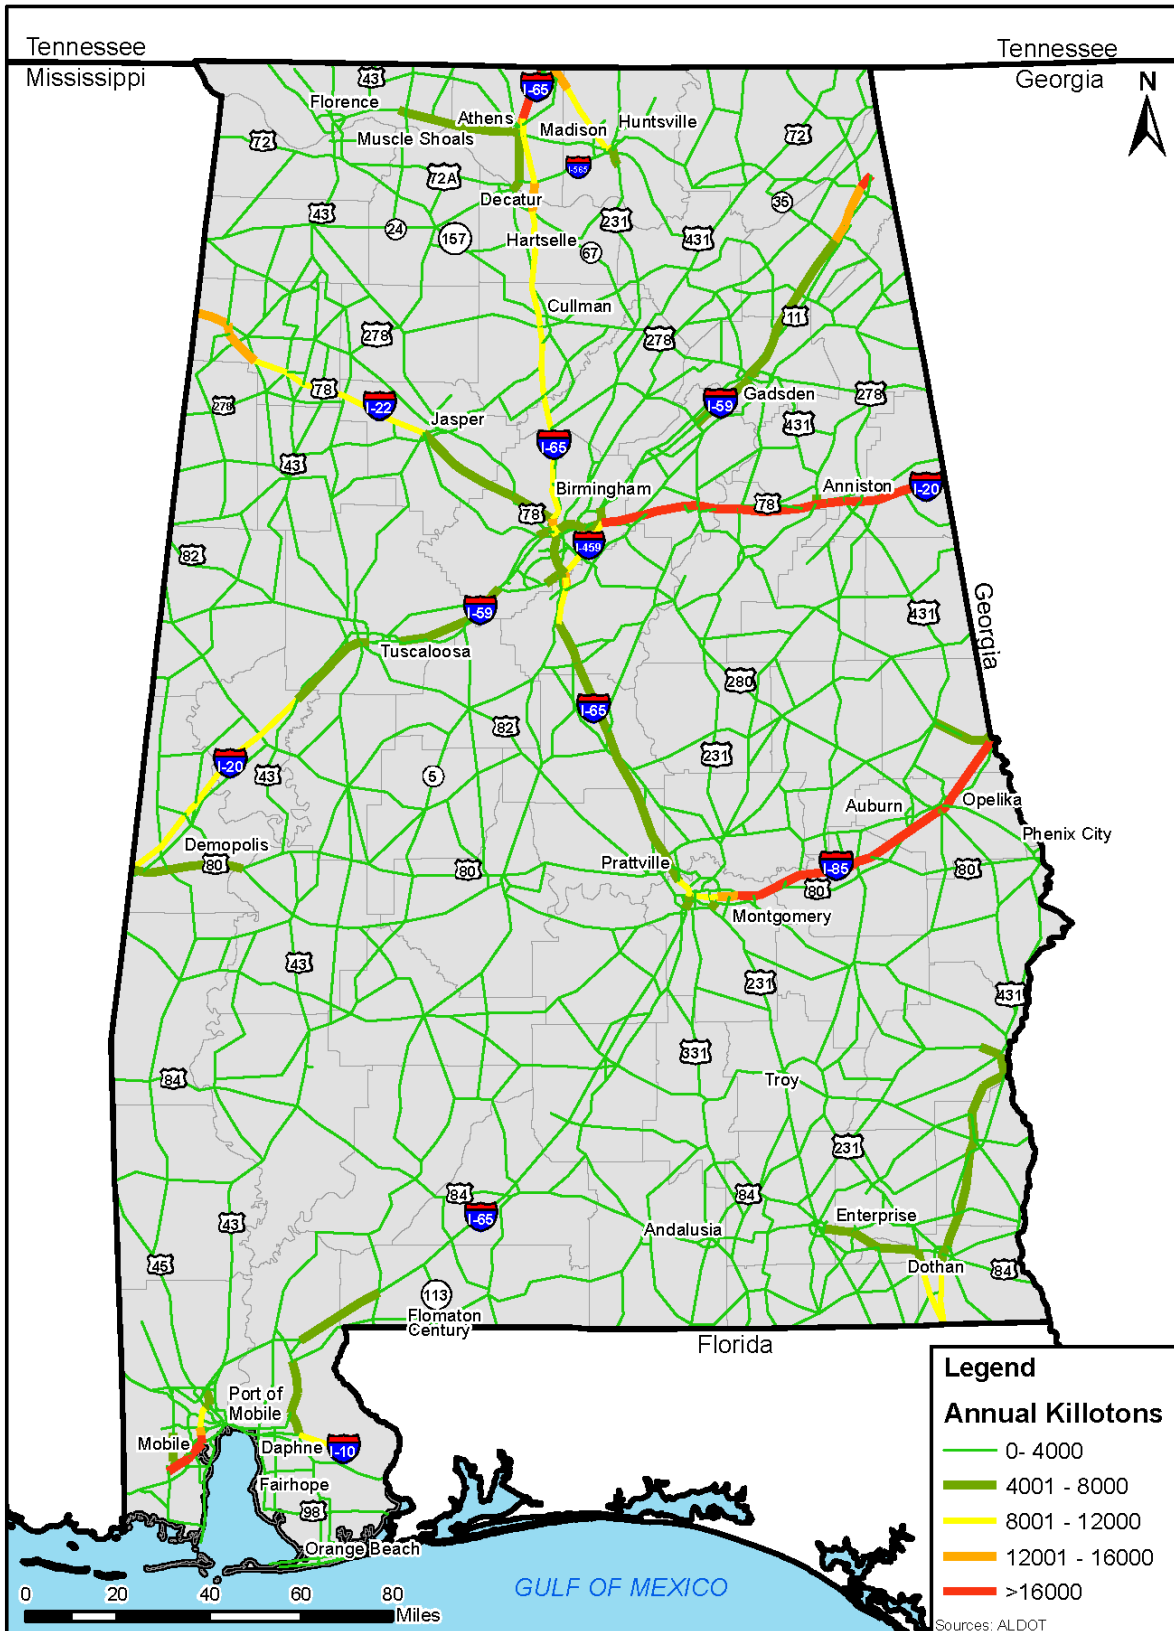 Tennessee
Tennessee
Mississippi
Georgia
N
43
I-65
Florence
Athens
Huntsville
Madison
Muscle Shoals
72
72
72A
I-565
Decatur
35
43
24
157
Hartselle
231
67
431
Cullman
11
278
278
78
I-22
278
I-59
Gadsden
278
431
Jasper
I-65
43
Birmingham
Anniston
I-20
78
78
82
I-459
I-59
431
Georgia
Tuscaloosa
280
I-65
82
231
I-20
43
5
Auburn
Opelika
Phenix City
Demopolis
80
Prattville
80
I-85
80
80
Montgomery
43
231
431
331
84
Troy
231
84
84
I-65
43
Andalusia
Enterprise
45
Dothan
84
113
Flomaton
Century
Florida
Port of
Mobile
Mobile
Daphne
I-10
Fairhope
98
Orange Beach
GULF OF MEXICO
0 20 40 60 80
Miles
Legend
Annual Killotons
0- 4000
4001 - 8000
8001 - 12000
12001 - 16000
>16000
Sources: ALDOT